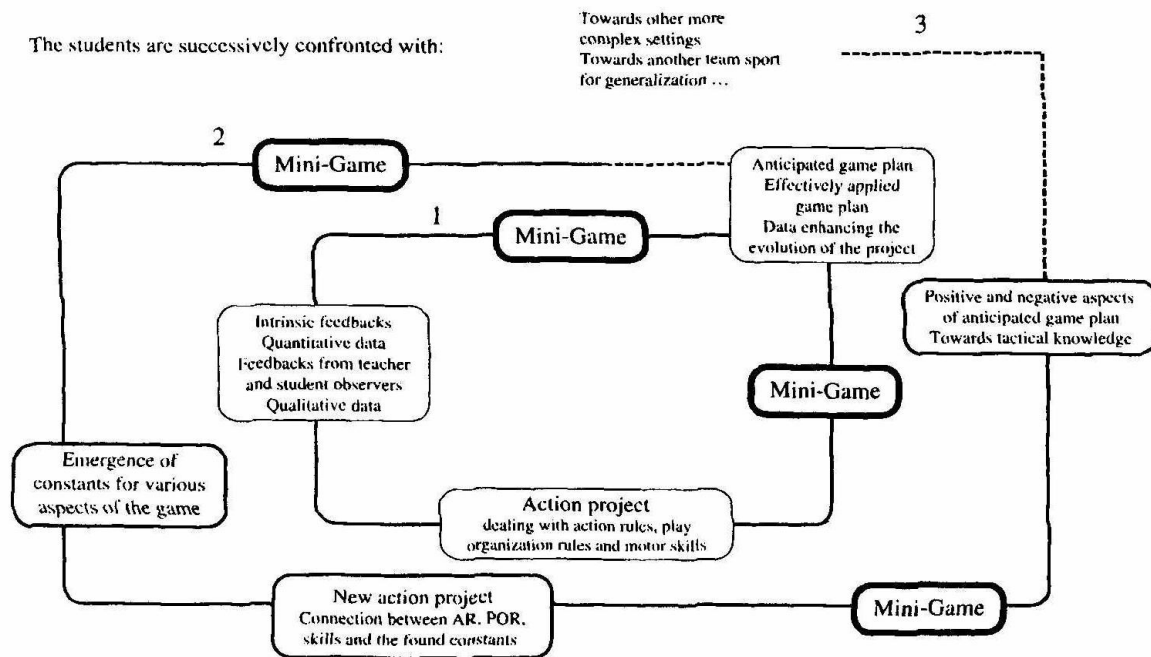 The students are successively confronted with:
Towards other more
complex settings
Towards another team sport
for generalization ...
3
2
Mini-Game
Anticipated game plan
Effectively applied
game plan
Data enhancing the
evolution of the project
1
Mini-Game
Intrinsic feedbacks
Quantitative data
Feedbacks from teacher
and student observers
Qualitative data
Positive and negative aspects
of anticipated game plan
Towards tactical knowledge
Mini-Game
Emergence of
constants for various
aspects of the game
Action project
dealing with action rules, play
organization rules and motor skills
New action project
Connection between AR, POR,
skills and the found constants
Mini-Game